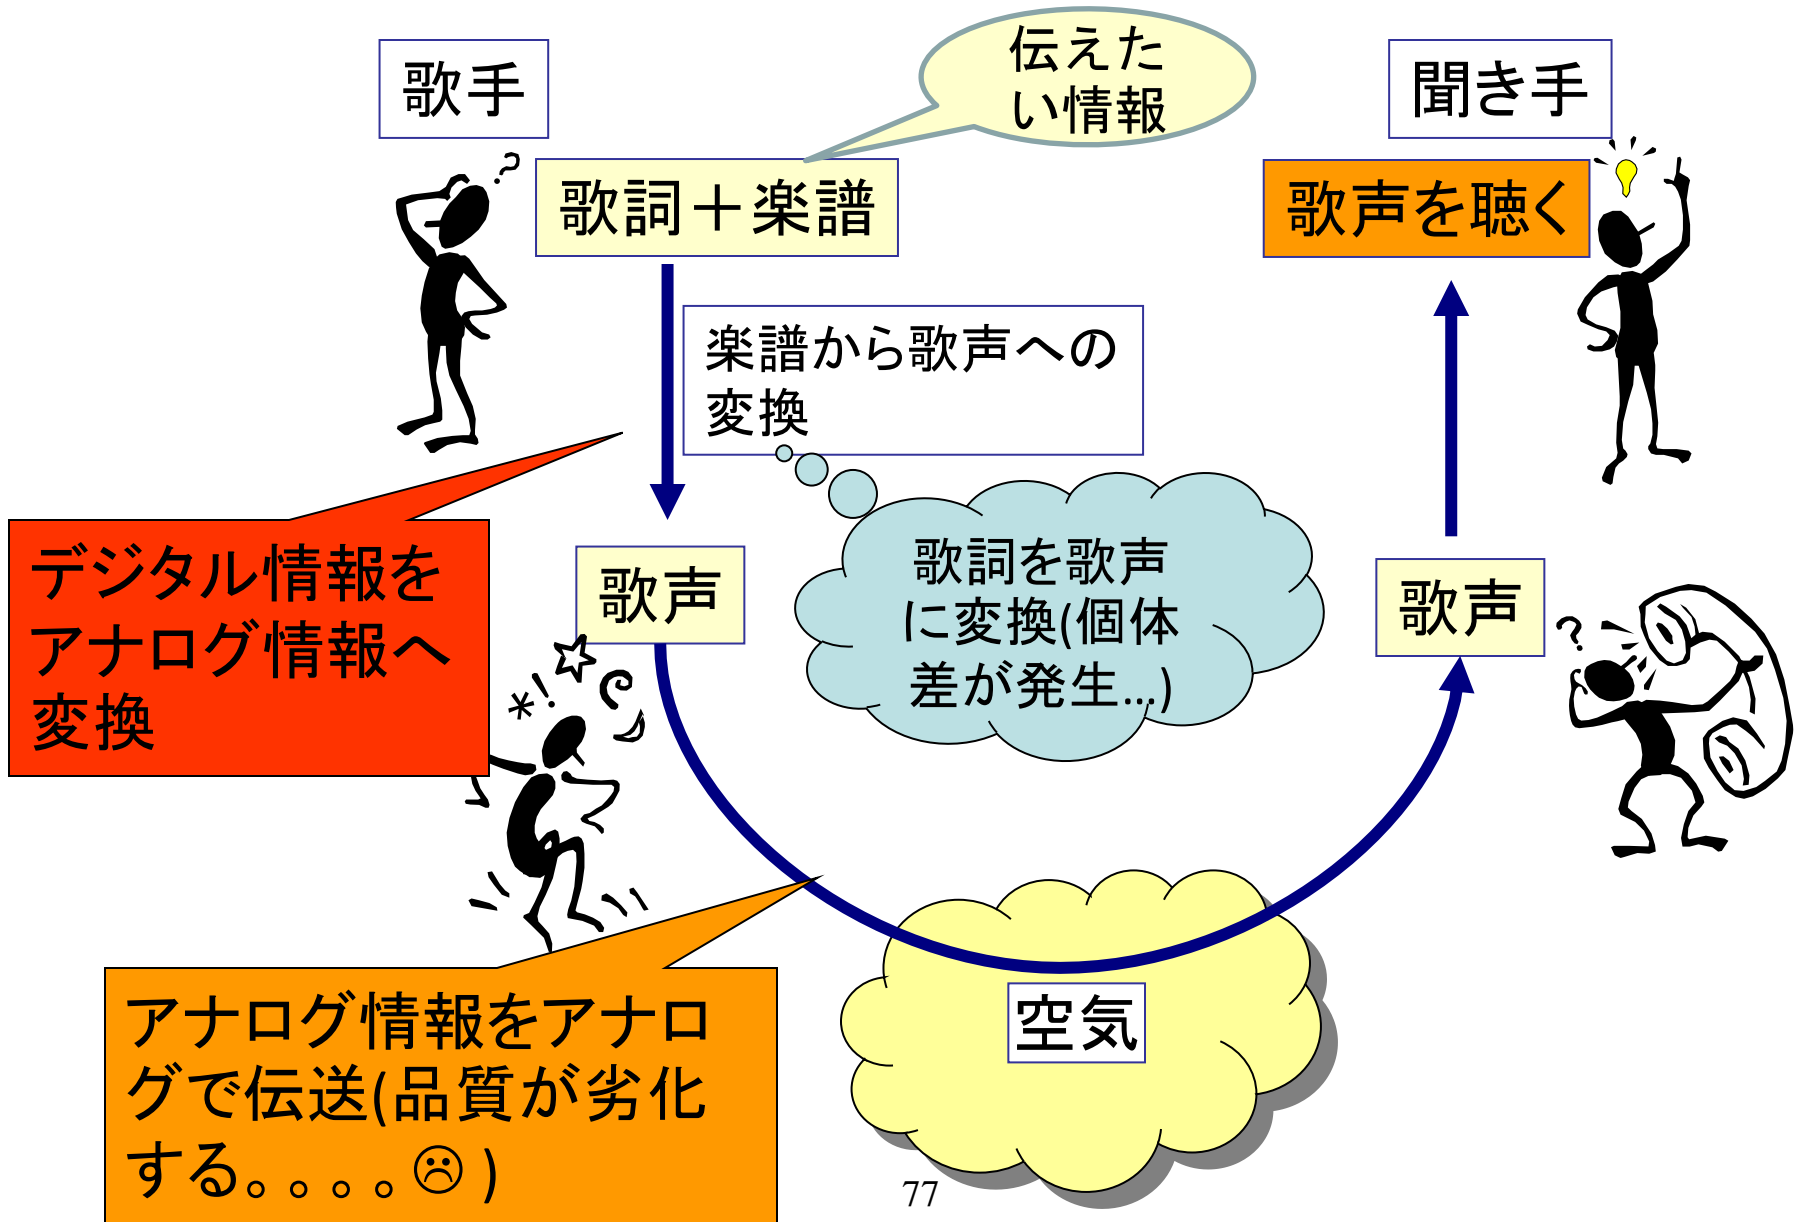 歌手
伝えた
い情報
聞き手
歌詞＋楽譜
歌声を聴く
楽譜から歌声への
変換
デジタル情報を
アナログ情報へ
変換
歌声
歌詞を歌声
に変換(個体
差が発生…)
歌声
?
?
*!
アナログ情報をアナロ
グで伝送(品質が劣化
する。。。。☹)
空気
77